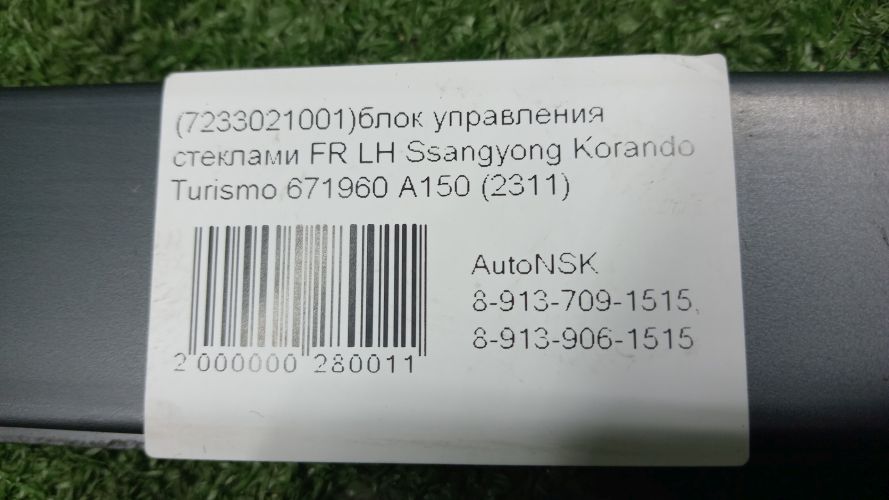 (7233021001)блок управления
стеклами FR LH Ssangyong Korando
Turismo 671960 A150 (2311)
AutoNSK
8-913-709-1515,
8-913-906-1515
2 000000 280011